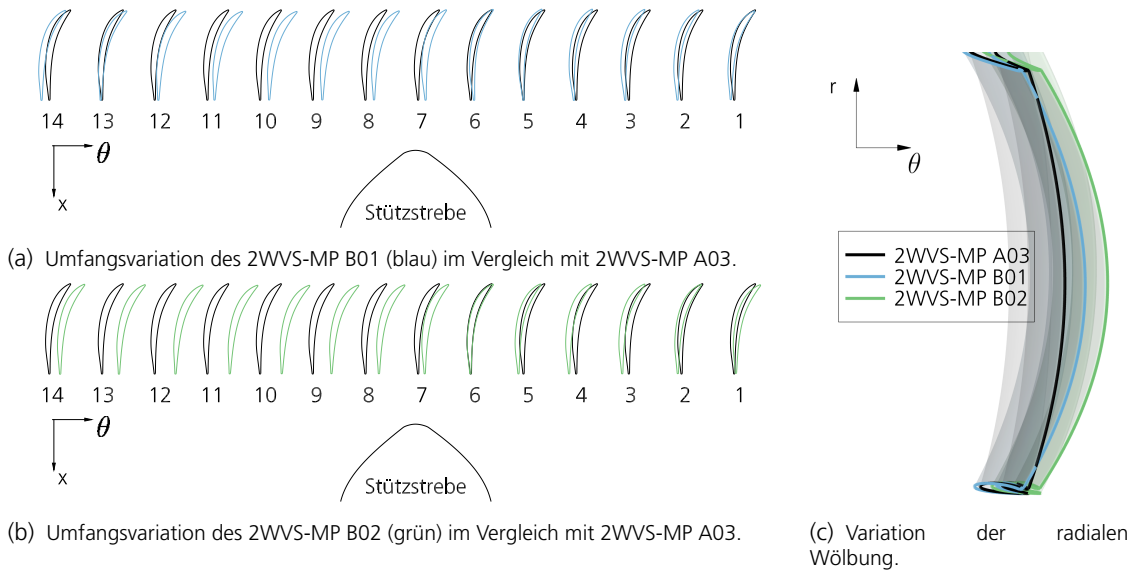 14 13 12 11 10 9 8 7 6 5 4 3 2 1
θ
x
Stützstrebe
(a) Umfangsvariation des 2WVS-MP B01 (blau) im Vergleich mit 2WVS-MP A03.
14 13 12 11 10 9 8 7 6 5 4 3 2 1
θ
x
Stützstrebe
(b) Umfangsvariation des 2WVS-MP B02 (grün) im Vergleich mit 2WVS-MP A03.
r
θ
2WVS-MP A03
2WVS-MP B01
2WVS-MP B02
(c) Variation der radialen
Wölbung.